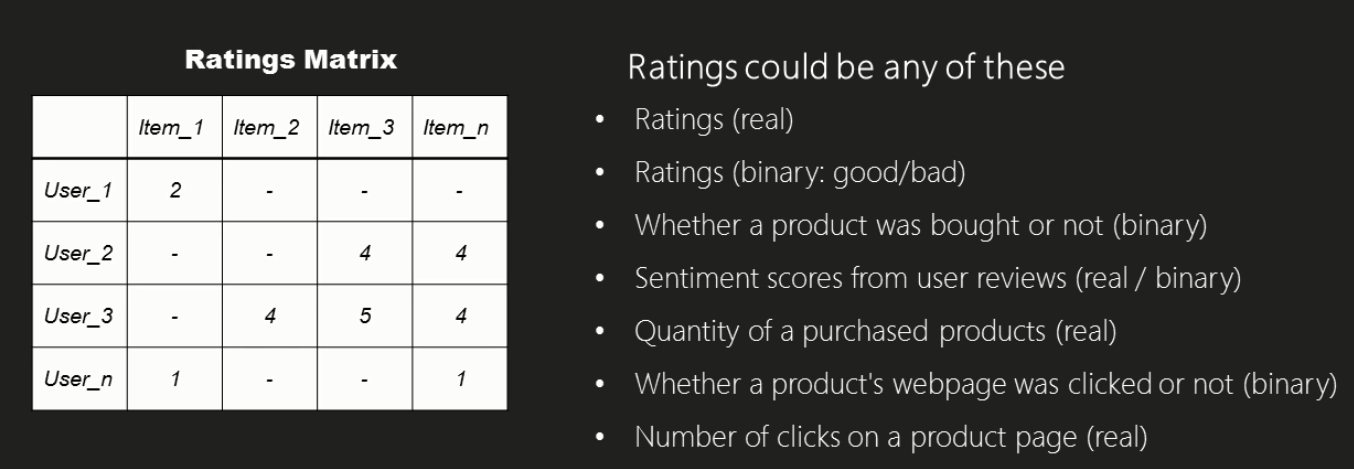 Ratings Matrix
Item_1 Item_2 Item_3 Item_n
User_1 2 - - -
User_2 - - 4 4
User_3 - 4 5 4
User_n 1 - - 1
Ratings could be any of these
• Ratings (real)
• Ratings (binary: good/bad)
• Whether a product was bought or not (binary)
• Sentiment scores from user reviews (real / binary)
• Quantity of a purchased products (real)
• Whether a product's webpage was clicked or not (binary)
• Number of clicks on a product page (real)